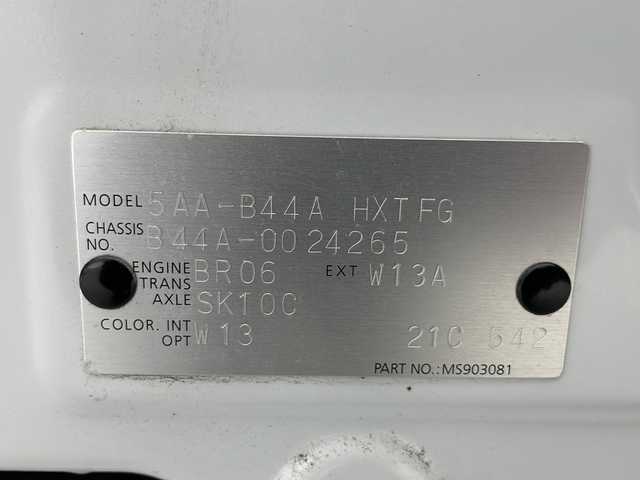 MODEL 5AA-B44A HXTFG
CHASSIS NO. B44A-0024265
ENGINE BR06 EXT W13A
TRANS AXLE SK10C
COLOR. INT OPT W13 21C 542
PART NO.: MS903081